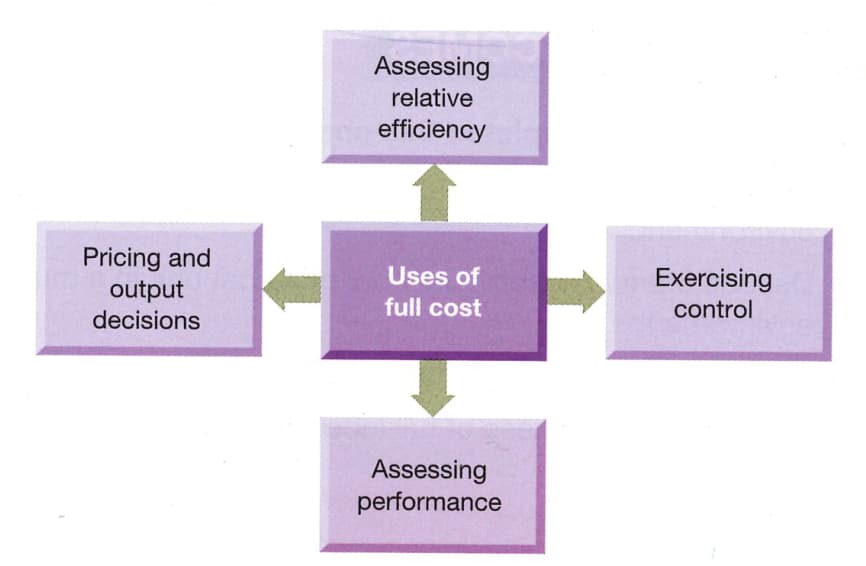 Assessing
relative
efficiency
Pricing and
output
decisions
Uses of
full cost
Exercising
control
Assessing
performance